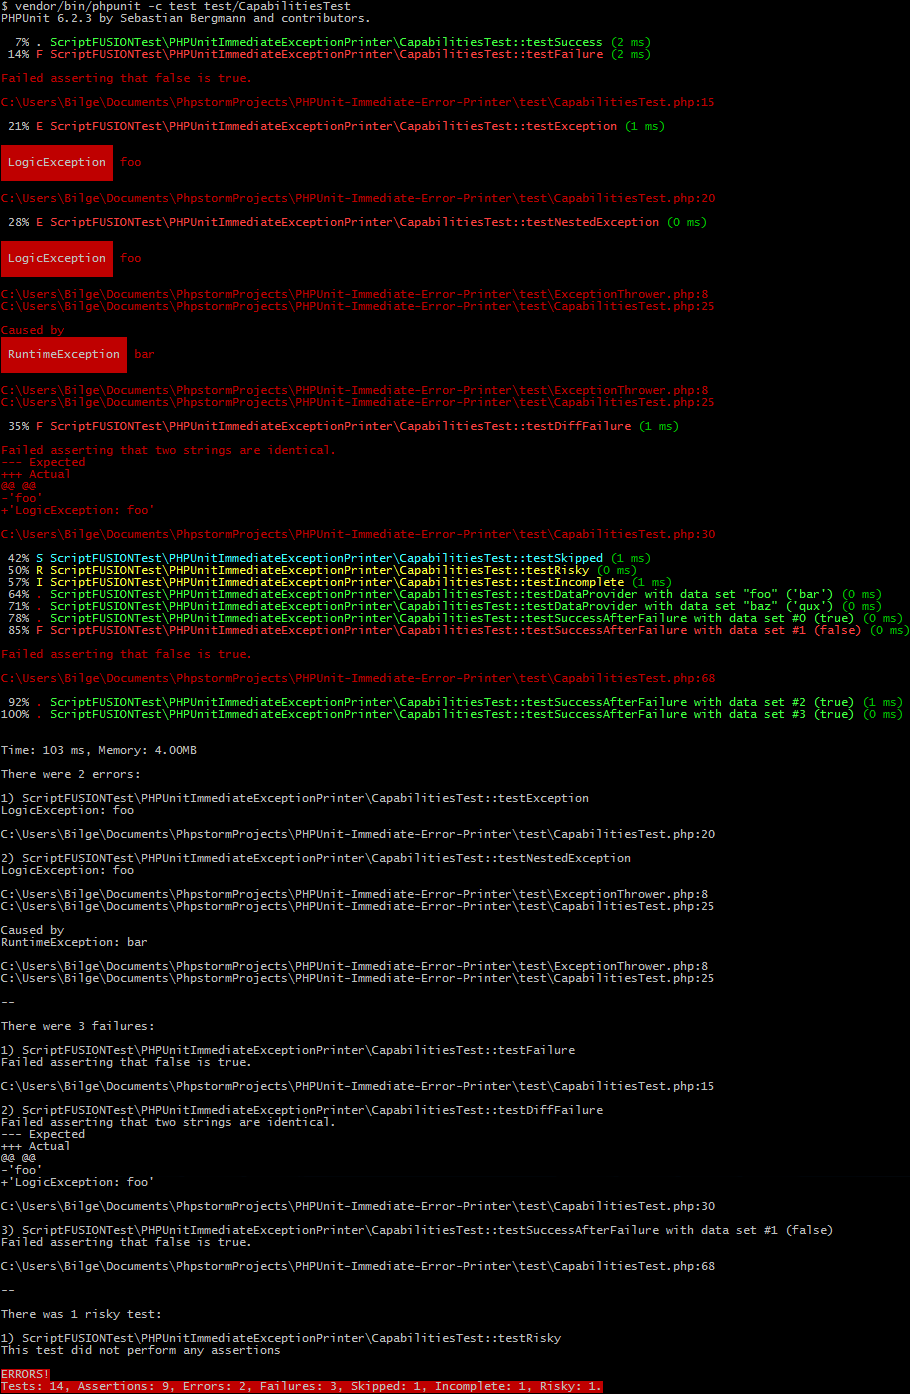 $ vendor/bin/phpunit -c test test/CapabilitiesTest
PHPUnit 6.2.3 by Sebastian Bergmann and contributors.
7% . ScriptFUSIONTest\PHPUnitImmediateExceptionPrinter\CapabilitiesTest::testSuccess (2 ms)
14% F ScriptFUSIONTest\PHPUnitImmediateExceptionPrinter\CapabilitiesTest::testFailure (2 ms)
Failed asserting that false is true.
C:\Users\Bilge\Documents\PhpstormProjects\PHPUnit-Immediate-Error-Printer\test\CapabilitiesTest.php:15
21% E ScriptFUSIONTest\PHPUnitImmediateExceptionPrinter\CapabilitiesTest::testException (1 ms)
LogicException foo
C:\Users\Bilge\Documents\PhpstormProjects\PHPUnit-Immediate-Error-Printer\test\CapabilitiesTest.php:20
28% E ScriptFUSIONTest\PHPUnitImmediateExceptionPrinter\CapabilitiesTest::testNestedException (0 ms)
LogicException foo
C:\Users\Bilge\Documents\PhpstormProjects\PHPUnit-Immediate-Error-Printer\test\ExceptionThrower.php:8
C:\Users\Bilge\Documents\PhpstormProjects\PHPUnit-Immediate-Error-Printer\test\CapabilitiesTest.php:25
Caused by
RuntimeException bar
C:\Users\Bilge\Documents\PhpstormProjects\PHPUnit-Immediate-Error-Printer\test\ExceptionThrower.php:8
C:\Users\Bilge\Documents\PhpstormProjects\PHPUnit-Immediate-Error-Printer\test\CapabilitiesTest.php:25
35% F ScriptFUSIONTest\PHPUnitImmediateExceptionPrinter\CapabilitiesTest::testDiffFailure (1 ms)
Failed asserting that two strings are identical.
--- Expected
+++ Actual
@@ @@
-'foo'
+'LogicException: foo'
C:\Users\Bilge\Documents\PhpstormProjects\PHPUnit-Immediate-Error-Printer\test\CapabilitiesTest.php:30
42% S ScriptFUSIONTest\PHPUnitImmediateExceptionPrinter\CapabilitiesTest::testSkipped (1 ms)
50% R ScriptFUSIONTest\PHPUnitImmediateExceptionPrinter\CapabilitiesTest::testRisky (0 ms)
57% I ScriptFUSIONTest\PHPUnitImmediateExceptionPrinter\CapabilitiesTest::testIncomplete (1 ms)
64% . ScriptFUSIONTest\PHPUnitImmediateExceptionPrinter\CapabilitiesTest::testDataProvider with data set "foo" ('bar') (0 ms)
71% . ScriptFUSIONTest\PHPUnitImmediateExceptionPrinter\CapabilitiesTest::testDataProvider with data set "baz" ('qux') (0 ms)
78% . ScriptFUSIONTest\PHPUnitImmediateExceptionPrinter\CapabilitiesTest::testSuccessAfterFailure with data set #0 (true) (0 ms)
85% F ScriptFUSIONTest\PHPUnitImmediateExceptionPrinter\CapabilitiesTest::testSuccessAfterFailure with data set #1 (false) (0 ms)
Failed asserting that false is true.
C:\Users\Bilge\Documents\PhpstormProjects\PHPUnit-Immediate-Error-Printer\test\CapabilitiesTest.php:68
92% . ScriptFUSIONTest\PHPUnitImmediateExceptionPrinter\CapabilitiesTest::testSuccessAfterFailure with data set #2 (true) (1 ms)
100% . ScriptFUSIONTest\PHPUnitImmediateExceptionPrinter\CapabilitiesTest::testSuccessAfterFailure with data set #3 (true) (0 ms)
Time: 103 ms, Memory: 4.00MB
There were 2 errors:
1) ScriptFUSIONTest\PHPUnitImmediateExceptionPrinter\CapabilitiesTest::testException
LogicException: foo
C:\Users\Bilge\Documents\PhpstormProjects\PHPUnit-Immediate-Error-Printer\test\CapabilitiesTest.php:20
2) ScriptFUSIONTest\PHPUnitImmediateExceptionPrinter\CapabilitiesTest::testNestedException
LogicException: foo
C:\Users\Bilge\Documents\PhpstormProjects\PHPUnit-Immediate-Error-Printer\test\ExceptionThrower.php:8
C:\Users\Bilge\Documents\PhpstormProjects\PHPUnit-Immediate-Error-Printer\test\CapabilitiesTest.php:25
Caused by
RuntimeException: bar
C:\Users\Bilge\Documents\PhpstormProjects\PHPUnit-Immediate-Error-Printer\test\ExceptionThrower.php:8
C:\Users\Bilge\Documents\PhpstormProjects\PHPUnit-Immediate-Error-Printer\test\CapabilitiesTest.php:25
--
There were 3 failures:
1) ScriptFUSIONTest\PHPUnitImmediateExceptionPrinter\CapabilitiesTest::testFailure
Failed asserting that false is true.
C:\Users\Bilge\Documents\PhpstormProjects\PHPUnit-Immediate-Error-Printer\test\CapabilitiesTest.php:15
2) ScriptFUSIONTest\PHPUnitImmediateExceptionPrinter\CapabilitiesTest::testDiffFailure
Failed asserting that two strings are identical.
--- Expected
+++ Actual
@@ @@
-'foo'
+'LogicException: foo'
C:\Users\Bilge\Documents\PhpstormProjects\PHPUnit-Immediate-Error-Printer\test\CapabilitiesTest.php:30
3) ScriptFUSIONTest\PHPUnitImmediateExceptionPrinter\CapabilitiesTest::testSuccessAfterFailure with data set #1 (false)
Failed asserting that false is true.
C:\Users\Bilge\Documents\PhpstormProjects\PHPUnit-Immediate-Error-Printer\test\CapabilitiesTest.php:68
--
There was 1 risky test:
1) ScriptFUSIONTest\PHPUnitImmediateExceptionPrinter\CapabilitiesTest::testRisky
This test did not perform any assertions
ERRORS!
Tests: 14, Assertions: 9, Errors: 2, Failures: 3, Skipped: 1, Incomplete: 1, Risky: 1.